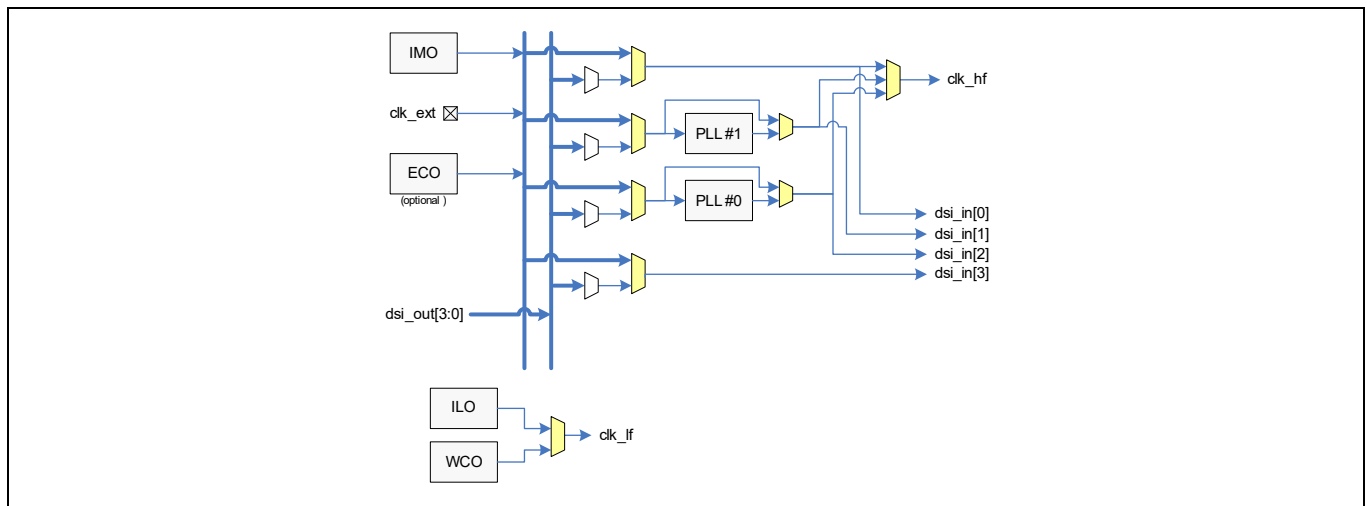 IMO
clk_hf
clk_ext
PLL #1
ECO
(optional )
PLL #0
dsi_in[0]
dsi_in[1]
dsi_in[2]
dsi_in[3]
dsi_out[3:0]
ILO
clk_lf
WCO